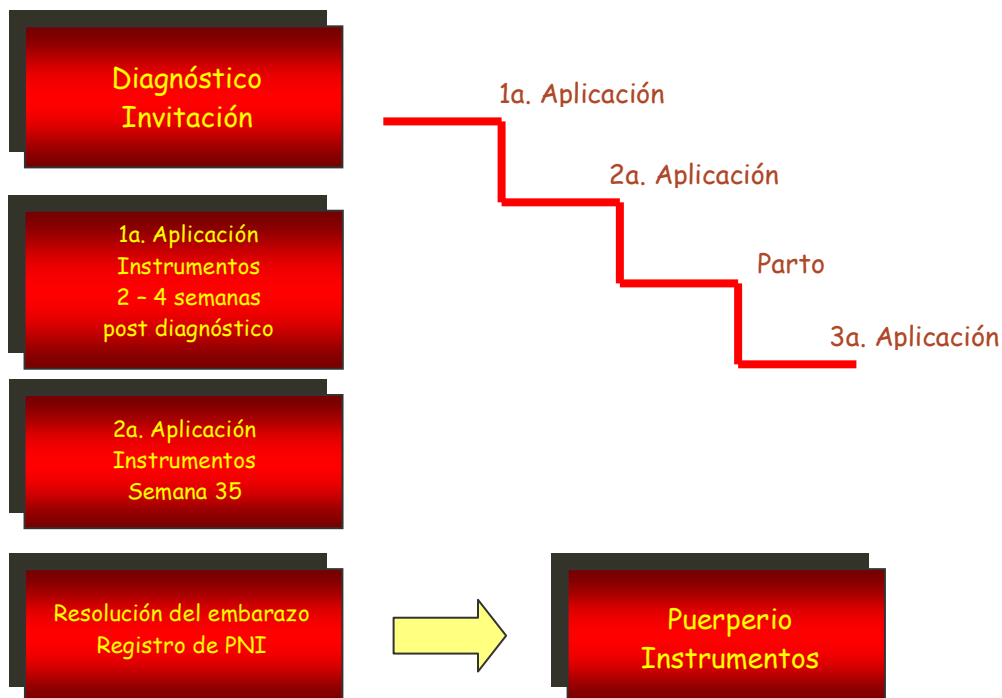 Diagnóstico
Invitación
1a. Aplicación
Instrumentos
2 – 4 semanas
post diagnóstico
2a. Aplicación
Instrumentos
Semana 35
Resolución del embarazo
Registro de PNI
Puerperio
Instrumentos
1a. Aplicación
2a. Aplicación
Parto
3a. Aplicación